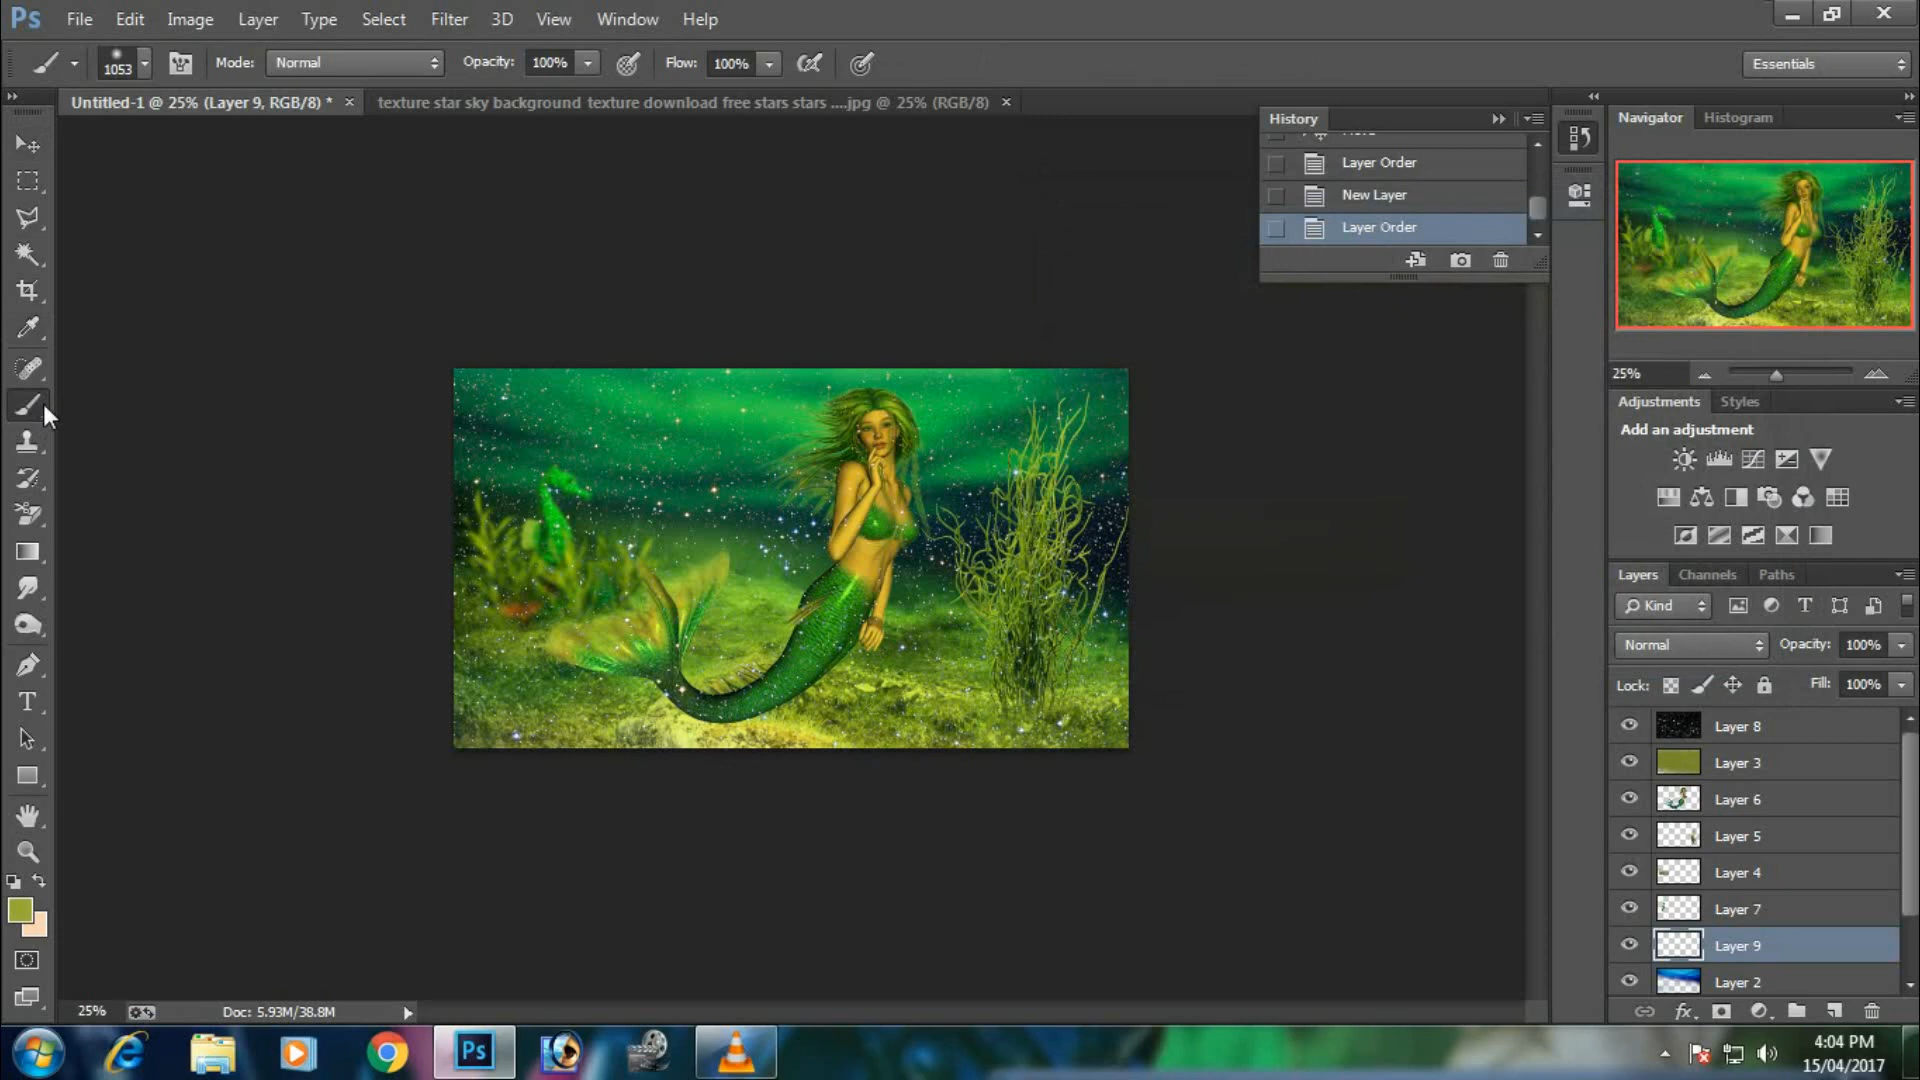 Ps File Edit Image Layer Type Select Filter 3D View Window Help
1053 Mode: Normal Opacity: 100% Flow: 100% Essentials
Untitled-1 @ 25% (Layer 9, RGB/8) * × texture star sky background texture download free stars stars ....jpg @ 25% (RGB/8) ×
History
Layer Order
New Layer
Layer Order
Navigator Histogram
25%
Adjustments Styles
Add an adjustment
Layers Channels Paths
Kind
Normal Opacity: 100%
Lock: Fill: 100%
Layer 8
Layer 3
Layer 6
Layer 5
Layer 4
Layer 7
Layer 9
Layer 2
25% Doc: 5.93M/38.8M
Ps
4:04 PM
15/04/2017